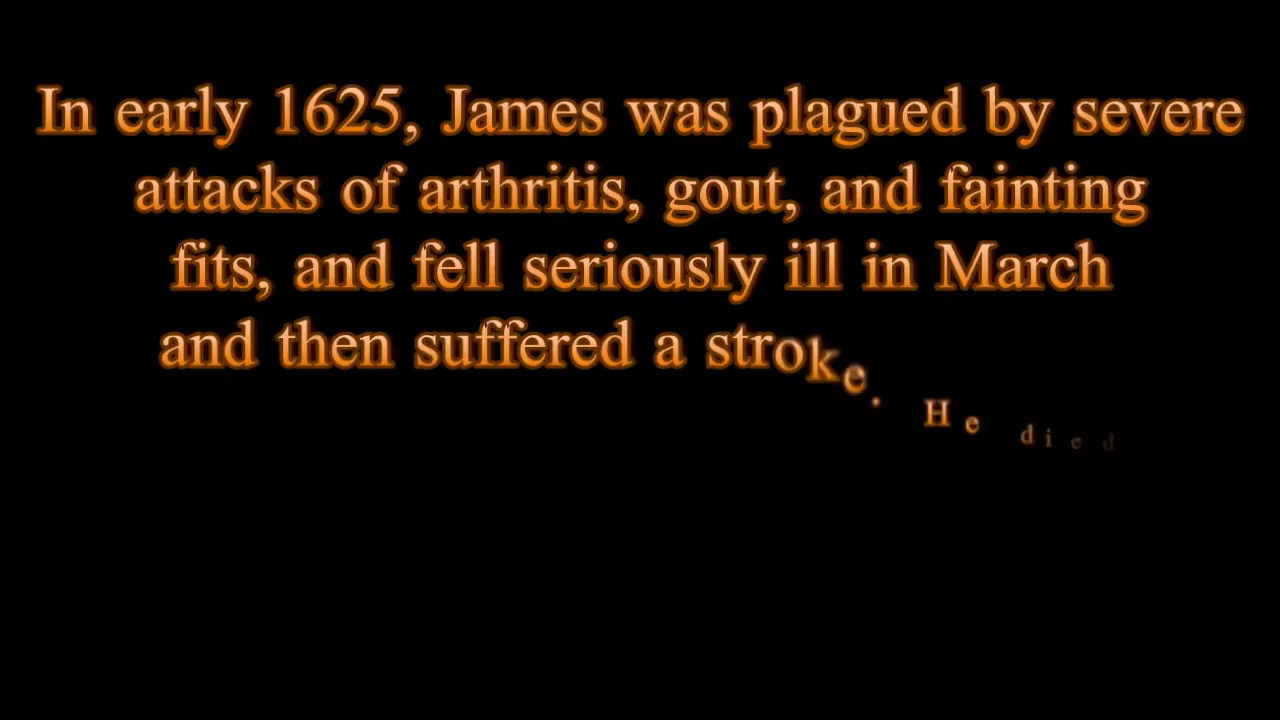 In early 1625, James was plagued by severe
attacks of arthritis, gout, and fainting
fits, and fell seriously ill in March
and then suffered a stroke. He died